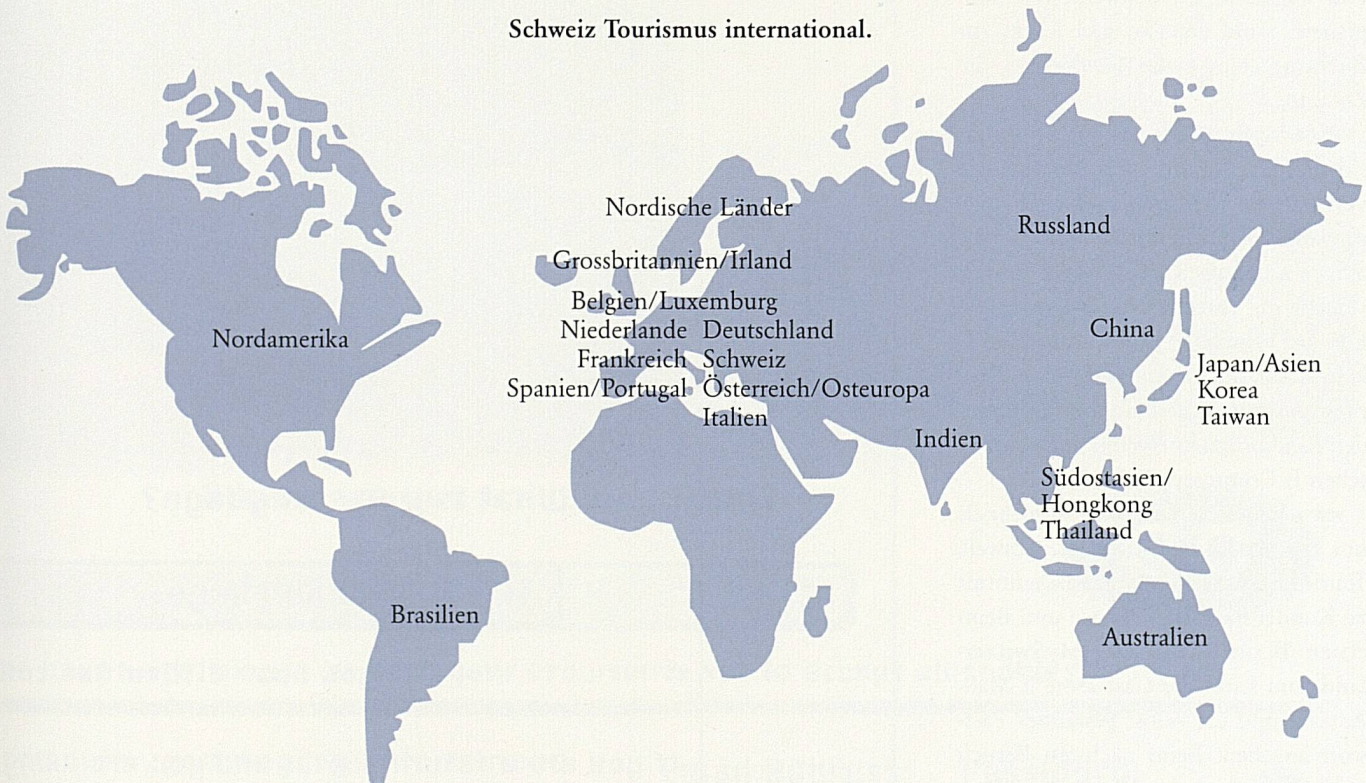 Schweiz Tourismus international.
Nordische Länder
Russland
Grossbritannien/Irland
Belgien/Luxemburg
Niederlande Deutschland
Nordamerika
China
Frankreich Schweiz
Japan/Asien
Korea
Taiwan
Spanien/Portugal Österreich/Osteuropa
Italien
Indien
Südostasien/
Hongkong
Thailand
Brasilien
Australien